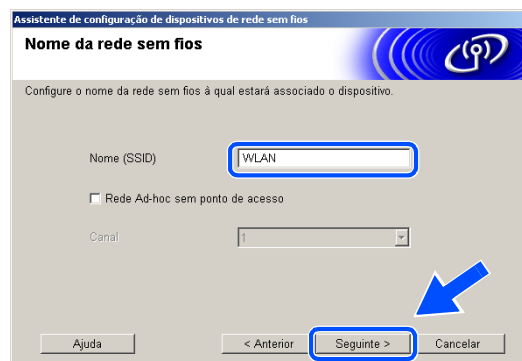 Assistente de configuração de dispositivos de rede sem fios
Nome da rede sem fios
Configure o nome da rede sem fios à qual estará associado o dispositivo.
Nome (SSID) WLAN
Rede Ad-hoc sem ponto de acesso
Canal 1
Ajuda < Anterior Seguinte > Cancelar